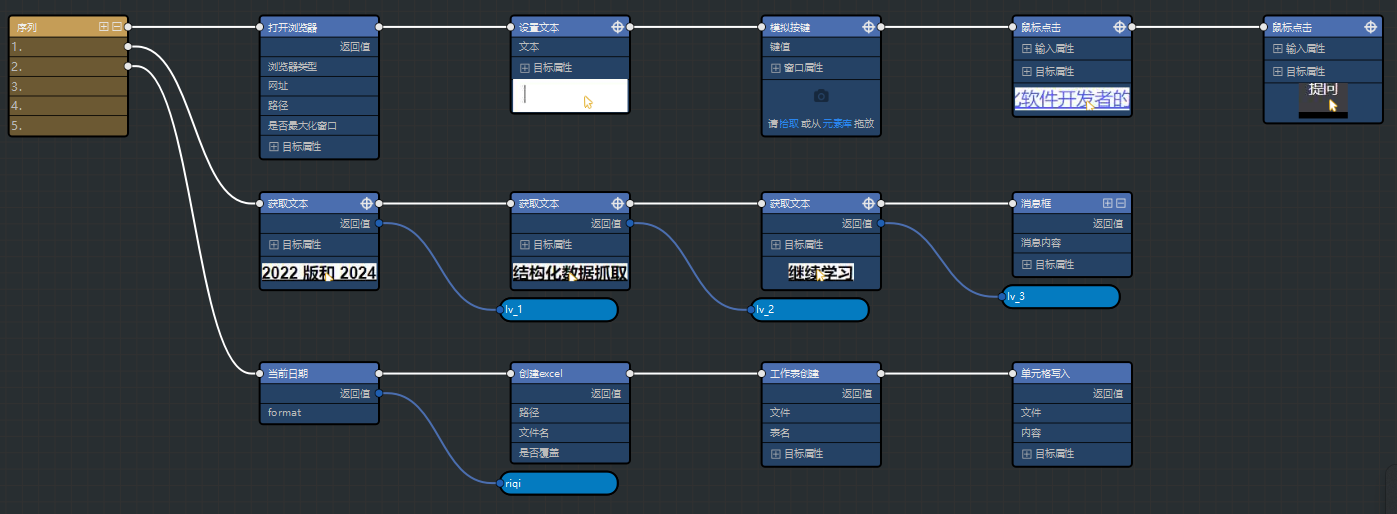 序列
1.
2.
3.
4.
5.
打开浏览器
返回值
浏览器类型
网址
路径
是否最大化窗口
目标属性
设置文本
文本
目标属性
模拟按键
键值
窗口属性
请 拾取 或从 元素库 拖放
鼠标点击
输入属性
目标属性
化软件开发者的
鼠标点击
输入属性
目标属性
提问
获取文本
返回值
目标属性
2022 版和 2024
lv_1
获取文本
返回值
目标属性
结构化数据抓取
lv_2
获取文本
返回值
目标属性
继续学习
lv_3
消息框
返回值
消息内容
目标属性
当前日期
返回值
format
riqi
创建excel
返回值
路径
文件名
是否覆盖
工作表创建
返回值
文件
表名
目标属性
单元格写入
返回值
文件
内容
目标属性